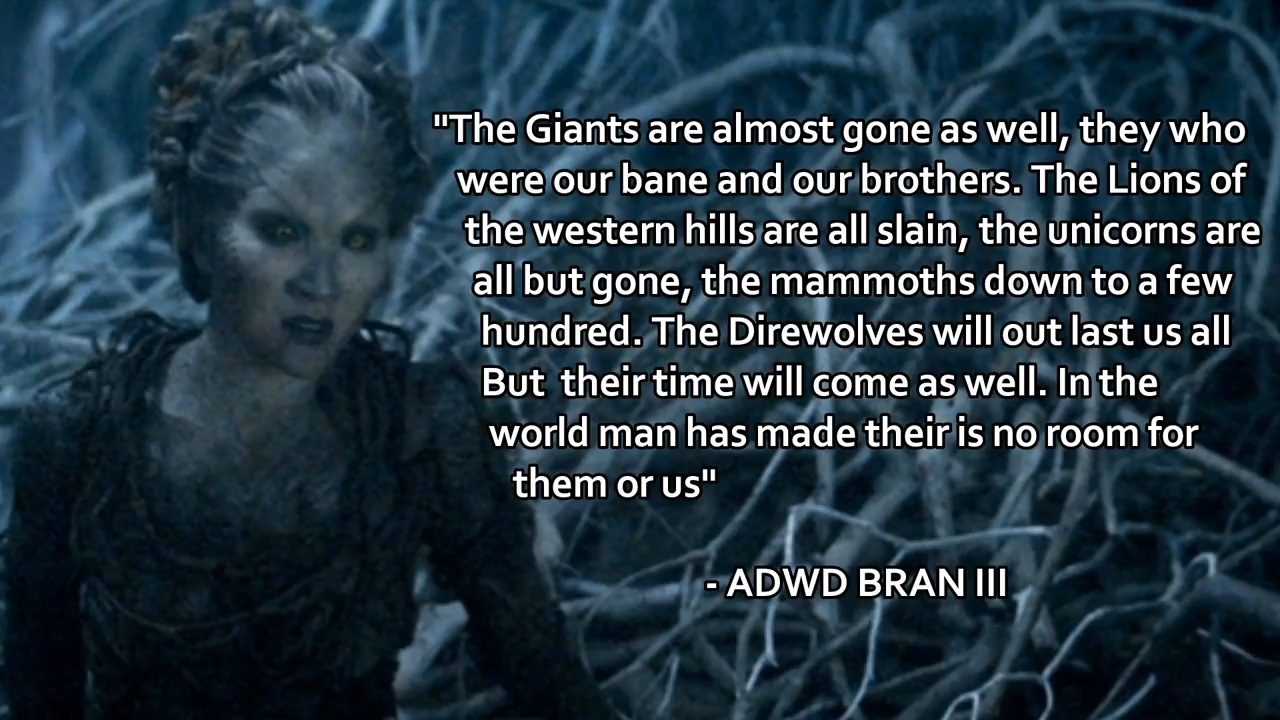 "The Giants are almost gone as well, they who
were our bane and our brothers. The Lions of
the western hills are all slain, the unicorns are
all but gone, the mammoths down to a few
hundred. The Direwolves will out last us all
But  their time will come as well. In the
world man has made their is no room for
them or us"
- ADWD BRAN III